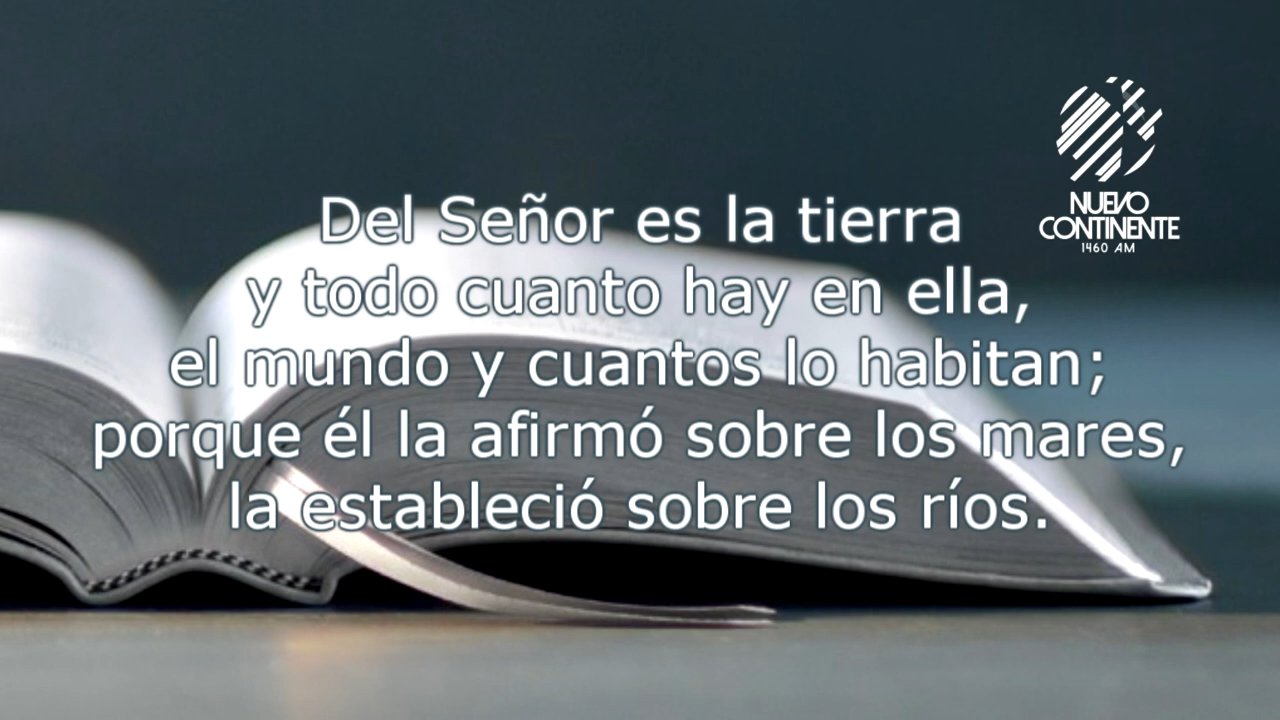 NUEVO
CONTINENTE
1460 AM
Del Señor es la tierra
y todo cuanto hay en ella,
el mundo y cuantos lo habitan;
porque él la afirmó sobre los mares,
la estableció sobre los ríos.